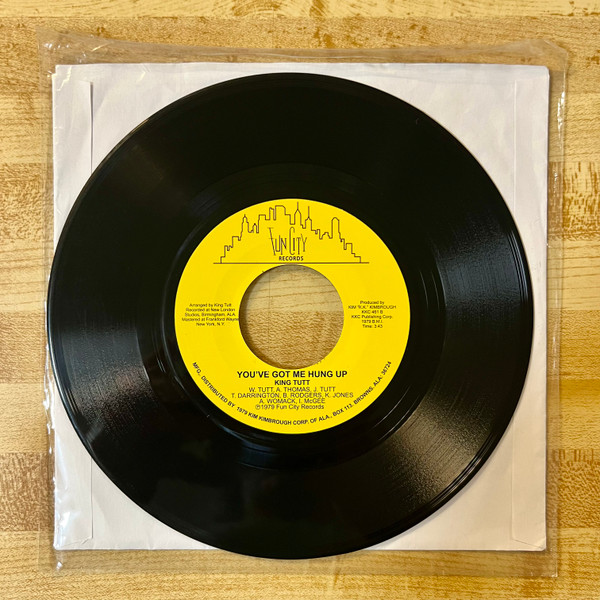 FUN CITY
RECORDS
Arranged by King Tutt
Recorded at New London
Studios, Birmingham, ALA.
Mastered at Frankford Wayne
New York, N.Y.
Produced by
KIM "R.K." KIMBROUGH
KKC 451 B
KKC Publishing Corp.
1979 B.M.I.
Time: 3:43
YOU'VE GOT ME HUNG UP
KING TUTT
W. TUTT, A. THOMAS, J. TUTT
T. DARRINGTON, B. RODGERS, K. JONES
A. WOMACK, I. McGEE
℗1979 Fun City Records
MFG., DISTRIBUTED BY 1979 KIM KIMBROUGH CORP. OF ALA., BOX 113, BROWNS, ALA. 36724